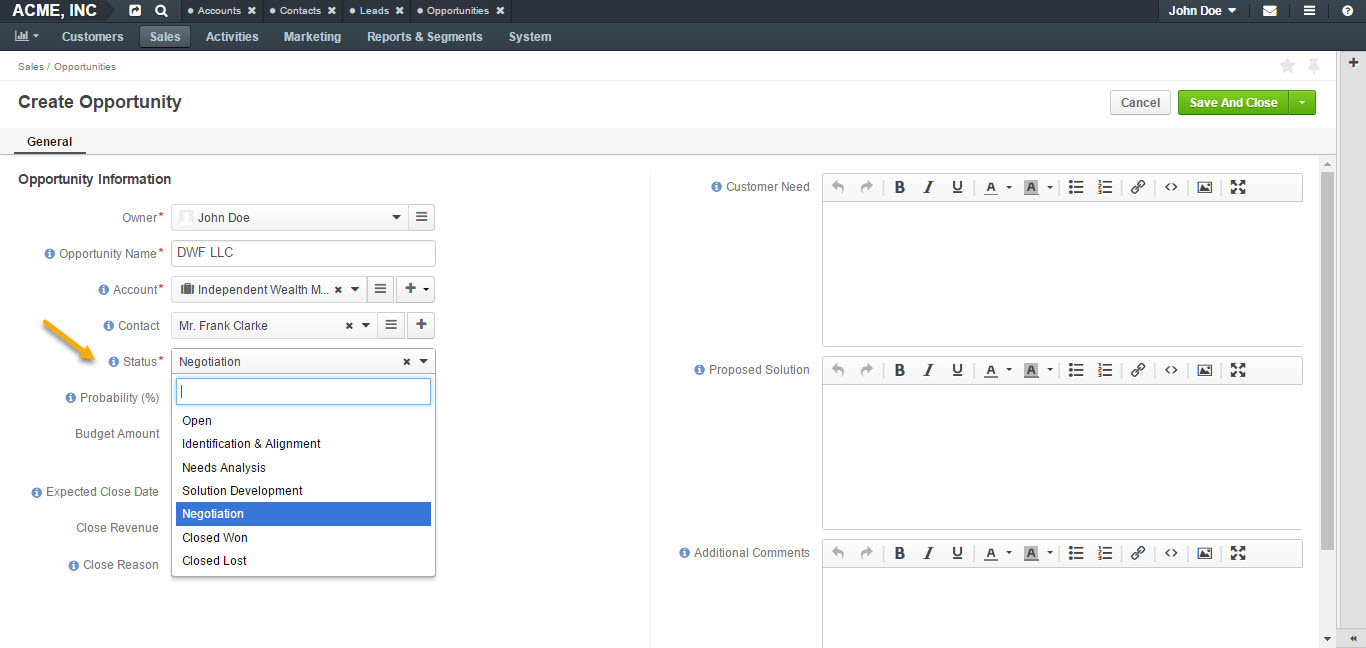 ACME, INC
Accounts
Contacts
Leads
Opportunities
John Doe
Customers
Sales
Activities
Marketing
Reports & Segments
System
Sales / Opportunities
Create Opportunity
Cancel
Save And Close
General
Opportunity Information
Owner*
John Doe
Opportunity Name*
DWF LLC
Account*
Independent Wealth M...
Contact
Mr. Frank Clarke
Status*
Negotiation
Open
Identification & Alignment
Needs Analysis
Solution Development
Negotiation
Closed Won
Closed Lost
Probability (%)
Budget Amount
Expected Close Date
Close Revenue
Close Reason
Customer Need
B I U A A
Proposed Solution
B I U A A
Additional Comments
B I U A A